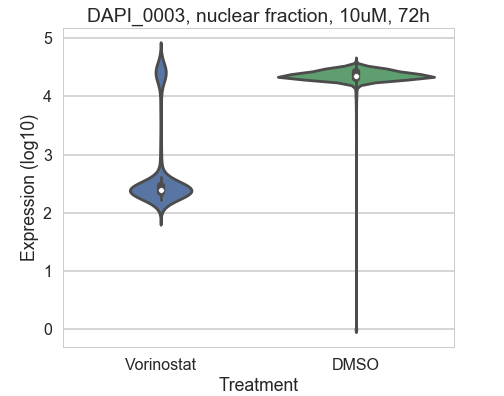 DAPI_0003, nuclear fraction, 10uM, 72h
5
4
3
2
1
0
Expression (log10)
Vorinostat
DMSO
Treatment